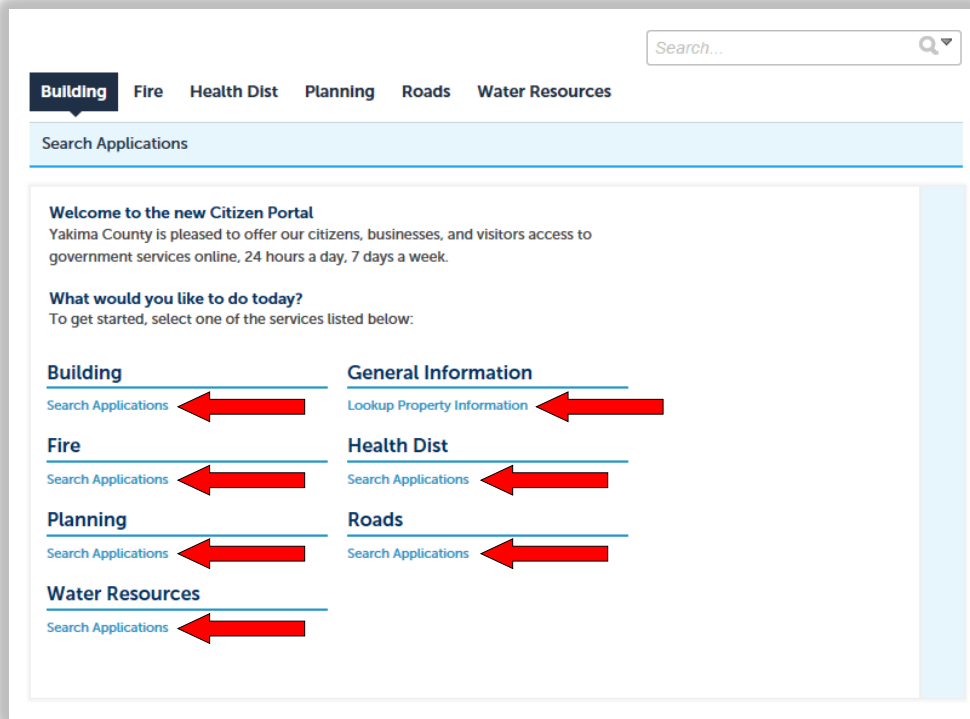 Search...
Building Fire Health Dist Planning Roads Water Resources
Search Applications
Welcome to the new Citizen Portal
Yakima County is pleased to offer our citizens, businesses, and visitors access to
government services online, 24 hours a day, 7 days a week.
What would you like to do today?
To get started, select one of the services listed below:
Building
Search Applications
General Information
Lookup Property Information
Fire
Search Applications
Health Dist
Search Applications
Planning
Search Applications
Roads
Search Applications
Water Resources
Search Applications